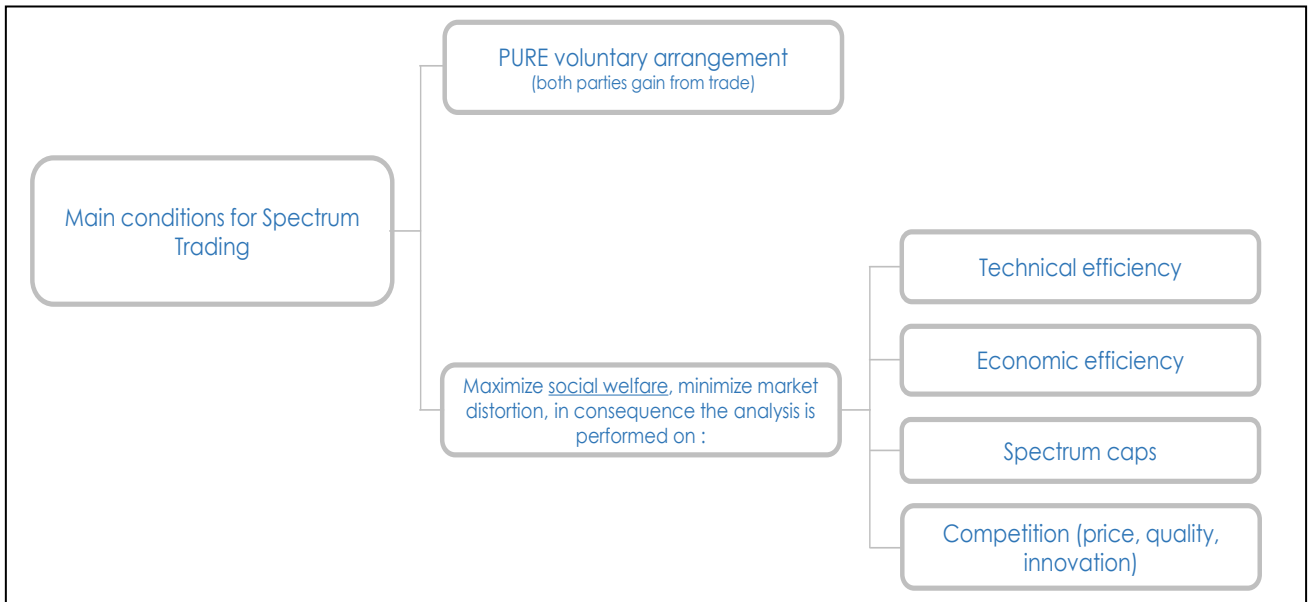 PURE voluntary arrangement
(both parties gain from trade)
Main conditions for Spectrum
Trading
Maximize social welfare, minimize market
distortion, in consequence the analysis is
performed on :
Technical efficiency
Economic efficiency
Spectrum caps
Competition (price, quality,
innovation)